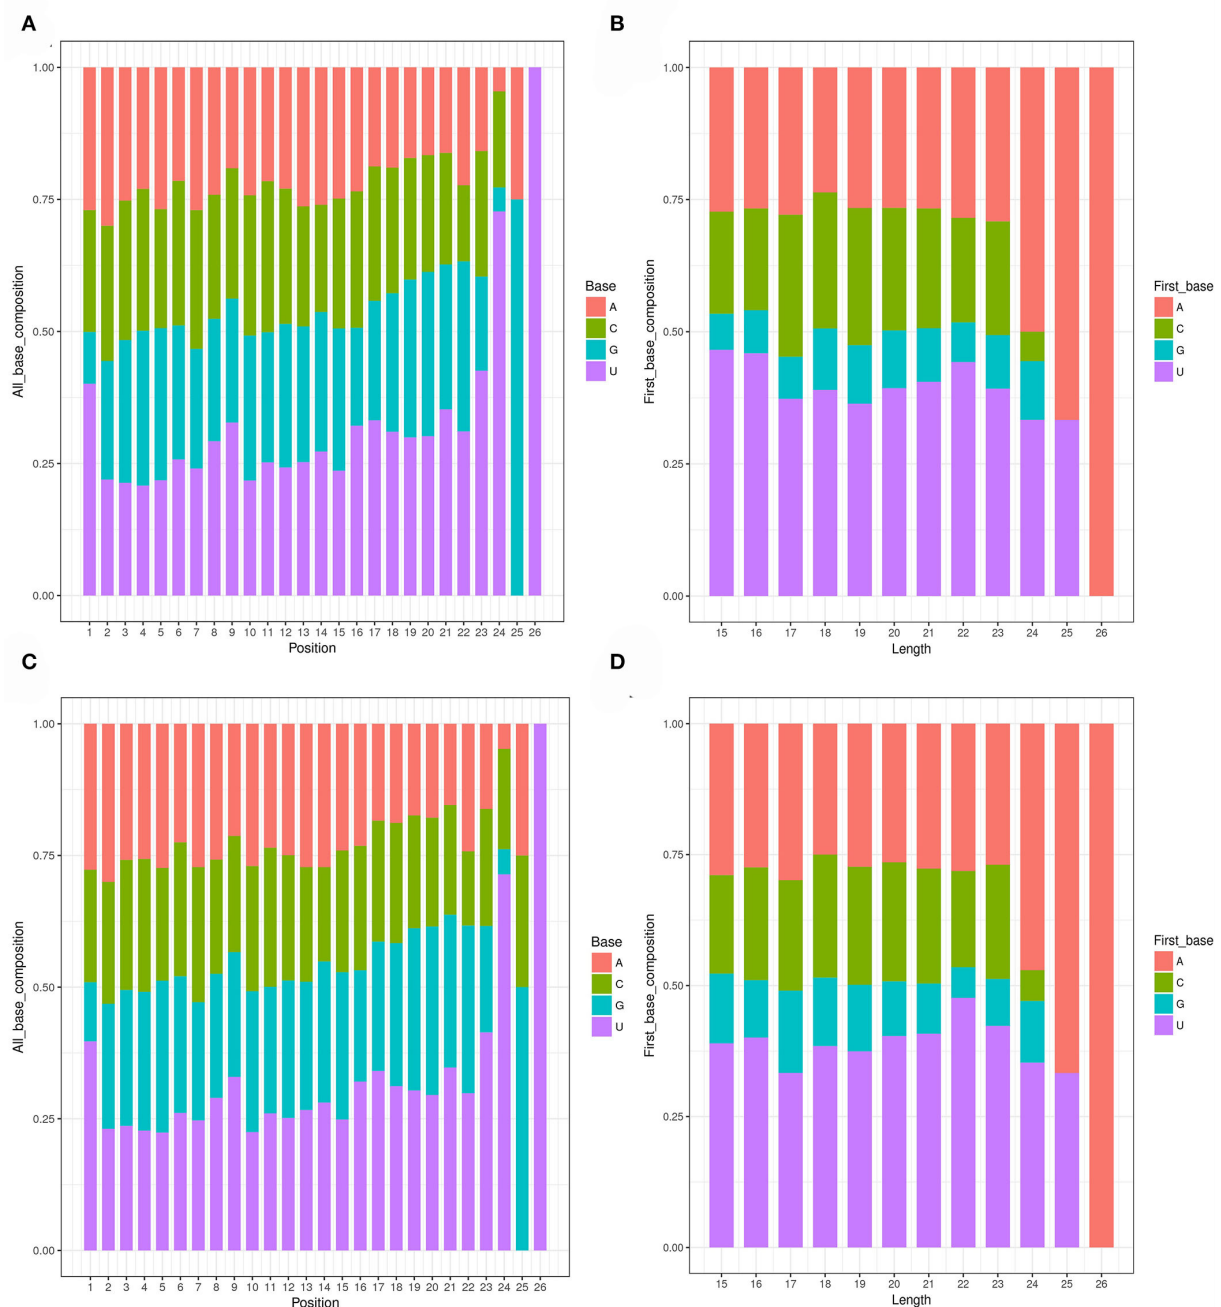 A
All_base_composition
1.00
0.75
0.50
0.25
0.00
1 2 3 4 5 6 7 8 9 10 11 12 13 14 15 16 17 18 19 20 21 22 23 24 25 26
Position
Base
A
C
G
U
B
First_base_composition
1.00
0.75
0.50
0.25
0.00
15 16 17 18 19 20 21 22 23 24 25 26
Length
First_base
A
C
G
U
C
All_base_composition
1.00
0.75
0.50
0.25
0.00
1 2 3 4 5 6 7 8 9 10 11 12 13 14 15 16 17 18 19 20 21 22 23 24 25 26
Position
Base
A
C
G
U
D
First_base_composition
1.00
0.75
0.50
0.25
0.00
15 16 17 18 19 20 21 22 23 24 25 26
Length
First_base
A
C
G
U